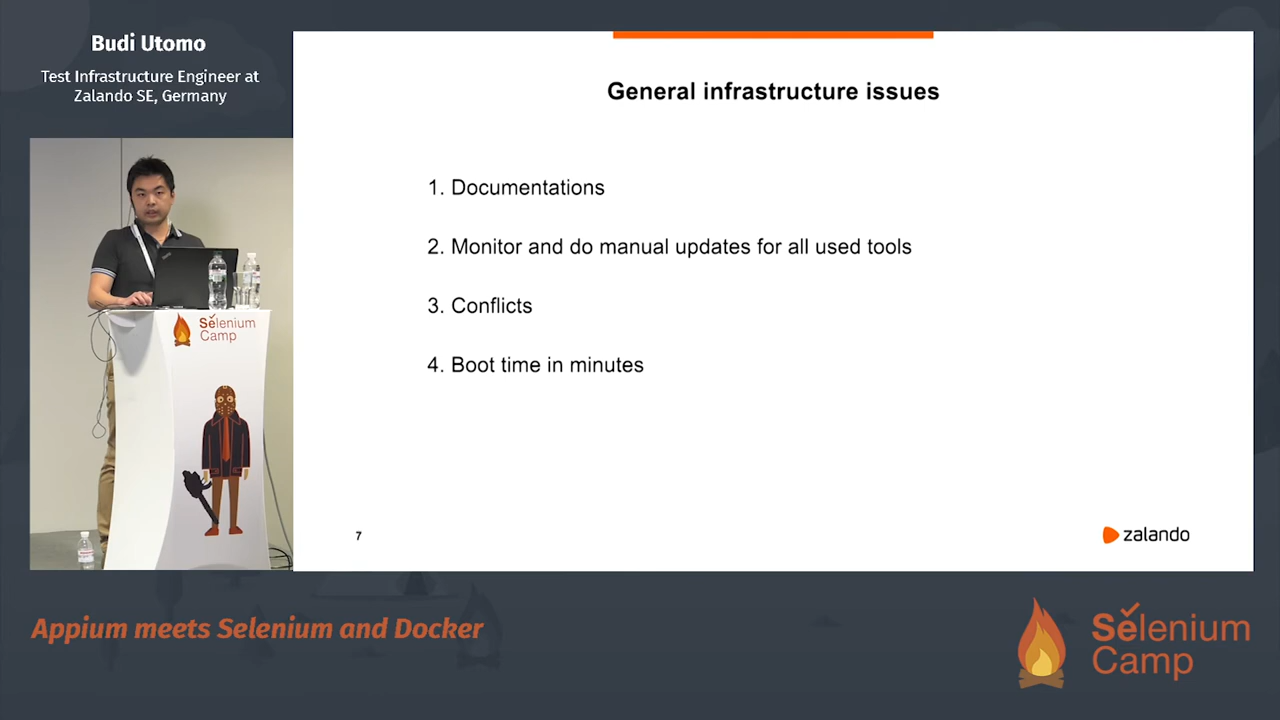 Budi Utomo
Test Infrastructure Engineer at
Zalando SE, Germany
General infrastructure issues
1. Documentations
2. Monitor and do manual updates for all used tools
3. Conflicts
4. Boot time in minutes
7
zalando
Selenium
Camp
Appium meets Selenium and Docker
Selenium
Camp